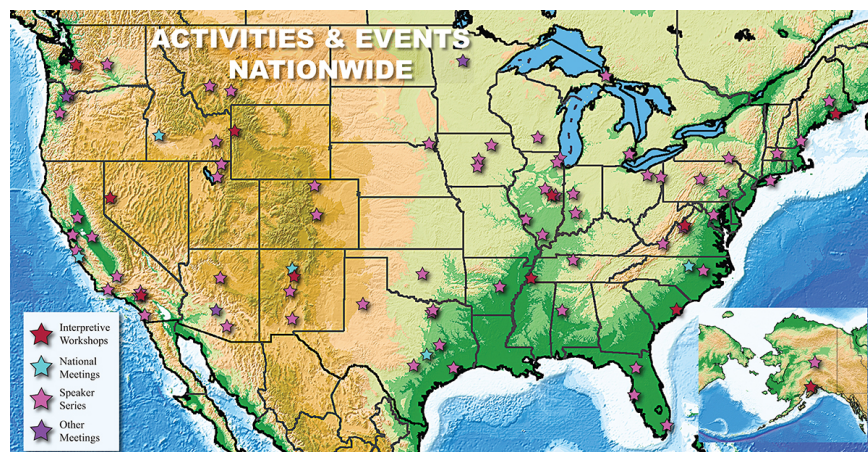 ACTIVITIES & EVENTS
NATIONWIDE
Interpretive
Workshops
National
Meetings
Speaker
Series
Other
Meetings